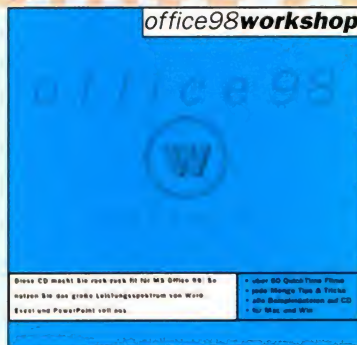 office98workshop
office98
W
Diese CD macht Sie ruck zuck fit für MS Office 98! So
nutzen Sie das große Leistungsspektrum von Word
Excel und PowerPoint voll aus
• über 60 QuickTime Filme
• jede Menge Tips & Tricks
• alle Beispieldateien auf CD
• für Mac und Win